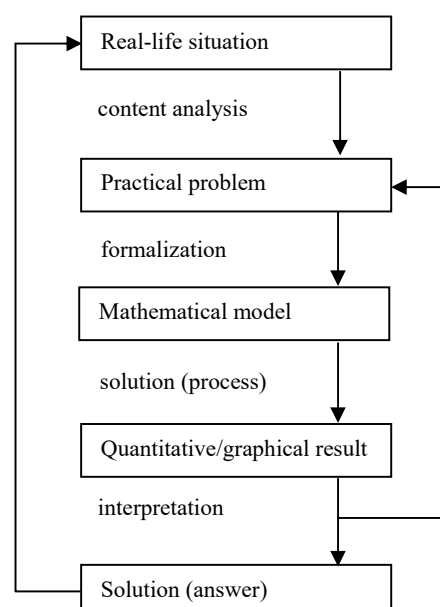 Real-life situation
content analysis
Practical problem
formalization
Mathematical model
solution (process)
Quantitative/graphical result
interpretation
Solution (answer)